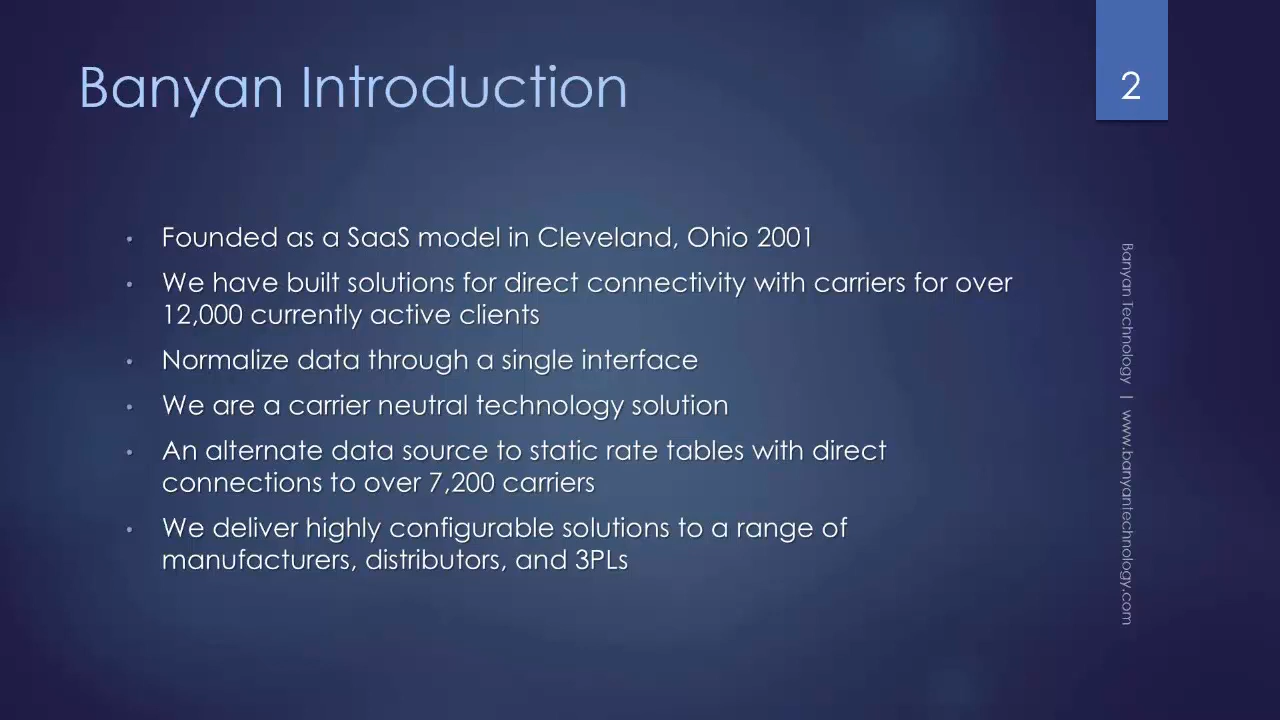 Banyan Introduction
2
• Founded as a SaaS model in Cleveland, Ohio 2001
• We have built solutions for direct connectivity with carriers for over
12,000 currently active clients
• Normalize data through a single interface
• We are a carrier neutral technology solution
• An alternate data source to static rate tables with direct
connections to over 7,200 carriers
• We deliver highly configurable solutions to a range of
manufacturers, distributors, and 3PLs
Banyan Technology | www.banyantechnology.com